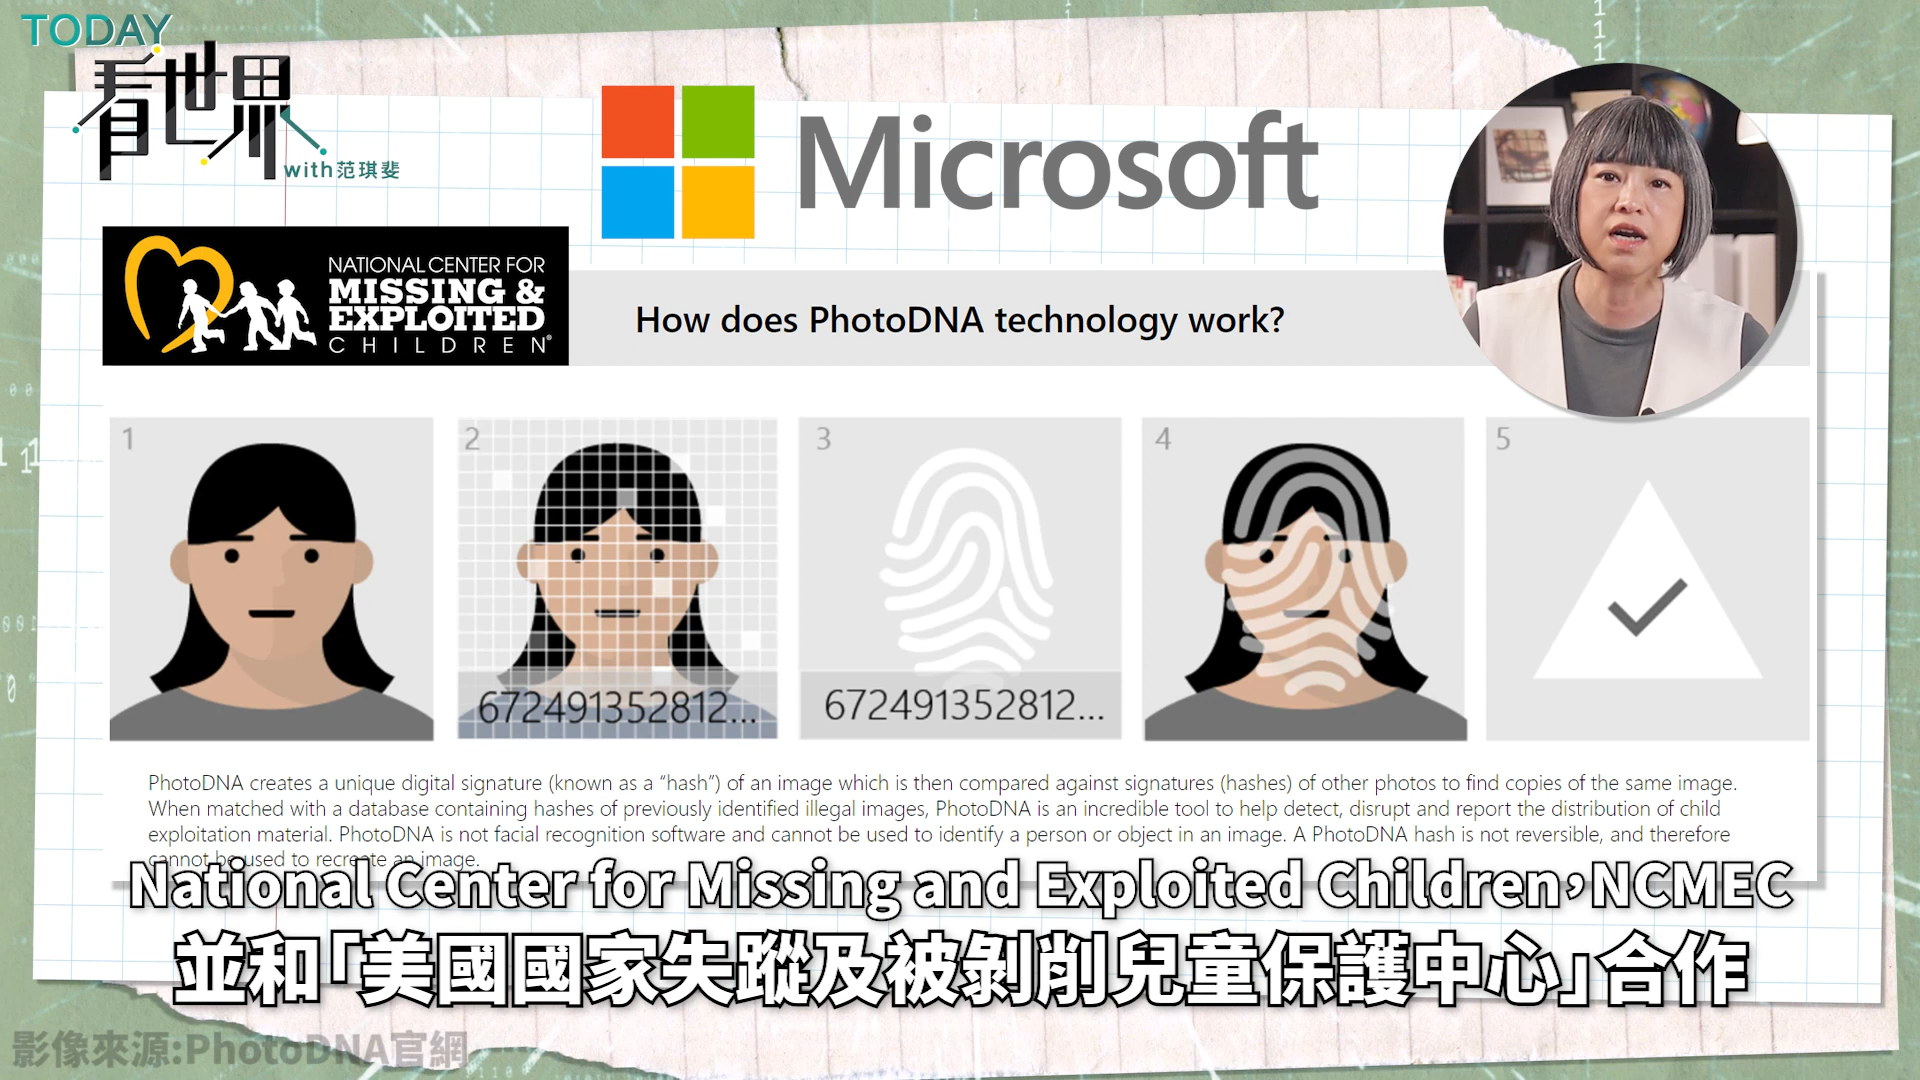 TODAY
看世界
with范琪斐
Microsoft
NATIONAL CENTER FOR
MISSING &
EXPLOITED
CHILDREN®
How does PhotoDNA technology work?
1
2
3
4
5
672491352812...
672491352812...
PhotoDNA creates a unique digital signature (known as a “hash”) of an image which is then compared against signatures (hashes) of other photos to find copies of the same image.
When matched with a database containing hashes of previously identified illegal images, PhotoDNA is an incredible tool to help detect, disrupt and report the distribution of child
exploitation material. PhotoDNA is not facial recognition software and cannot be used to identify a person or object in an image. A PhotoDNA hash is not reversible, and therefore
cannot be used to recreate an image.
National Center for Missing and Exploited Children，NCMEC
並和「美國國家失蹤及被剝削兒童保護中心」合作
影像來源:PhotoDNA官網